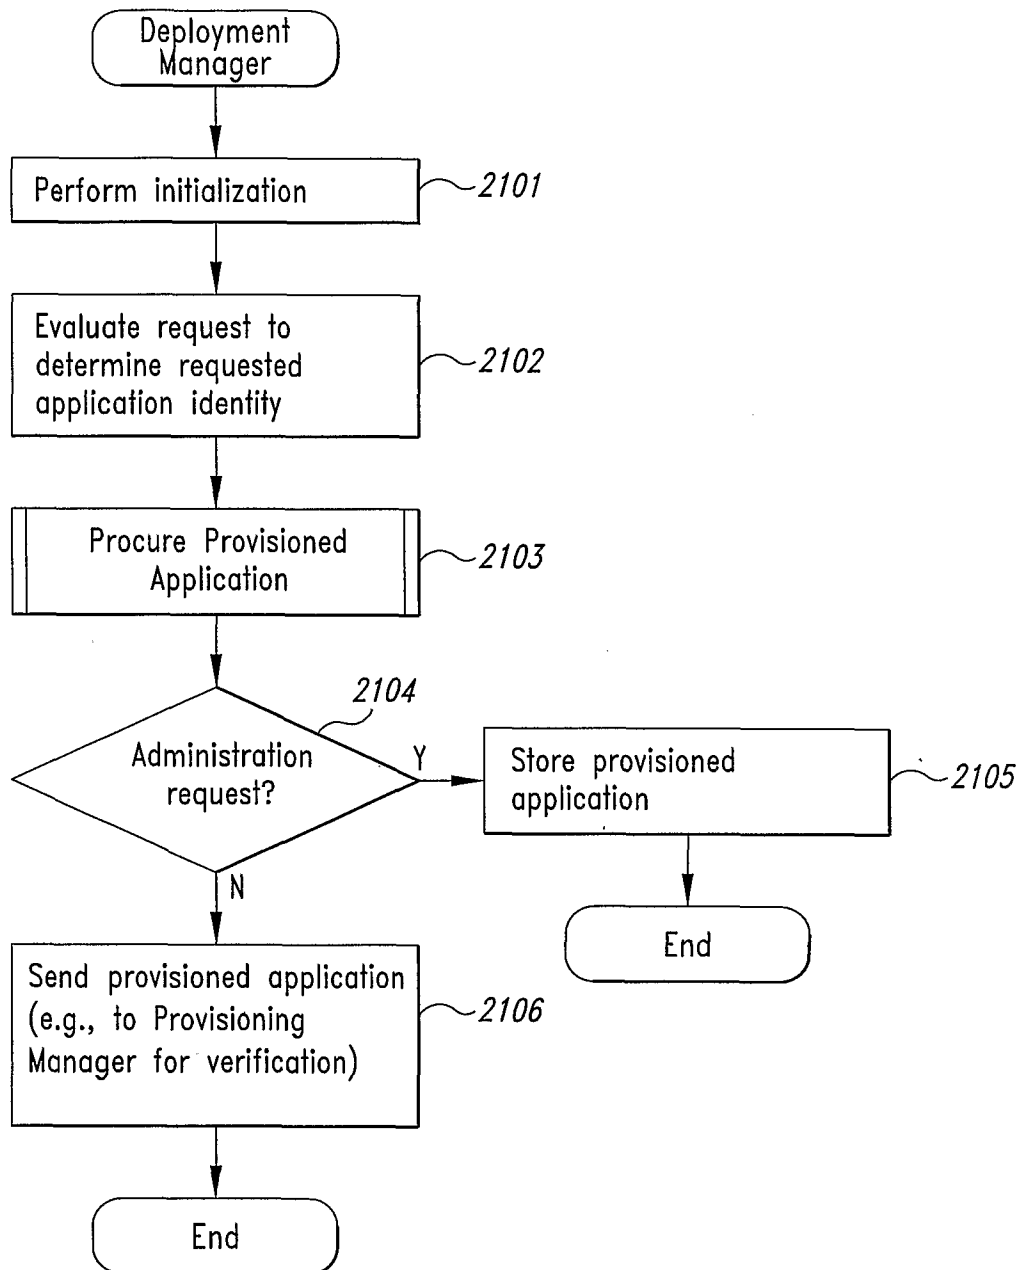 Deployment
Manager
Perform initialization
2101
Evaluate request to
determine requested
application identity
2102
Procure Provisioned
Application
2103
2104
Administration
request?
Y
Store provisioned
application
2105
N
End
Send provisioned application
(e.g., to Provisioning
Manager for verification)
2106
End